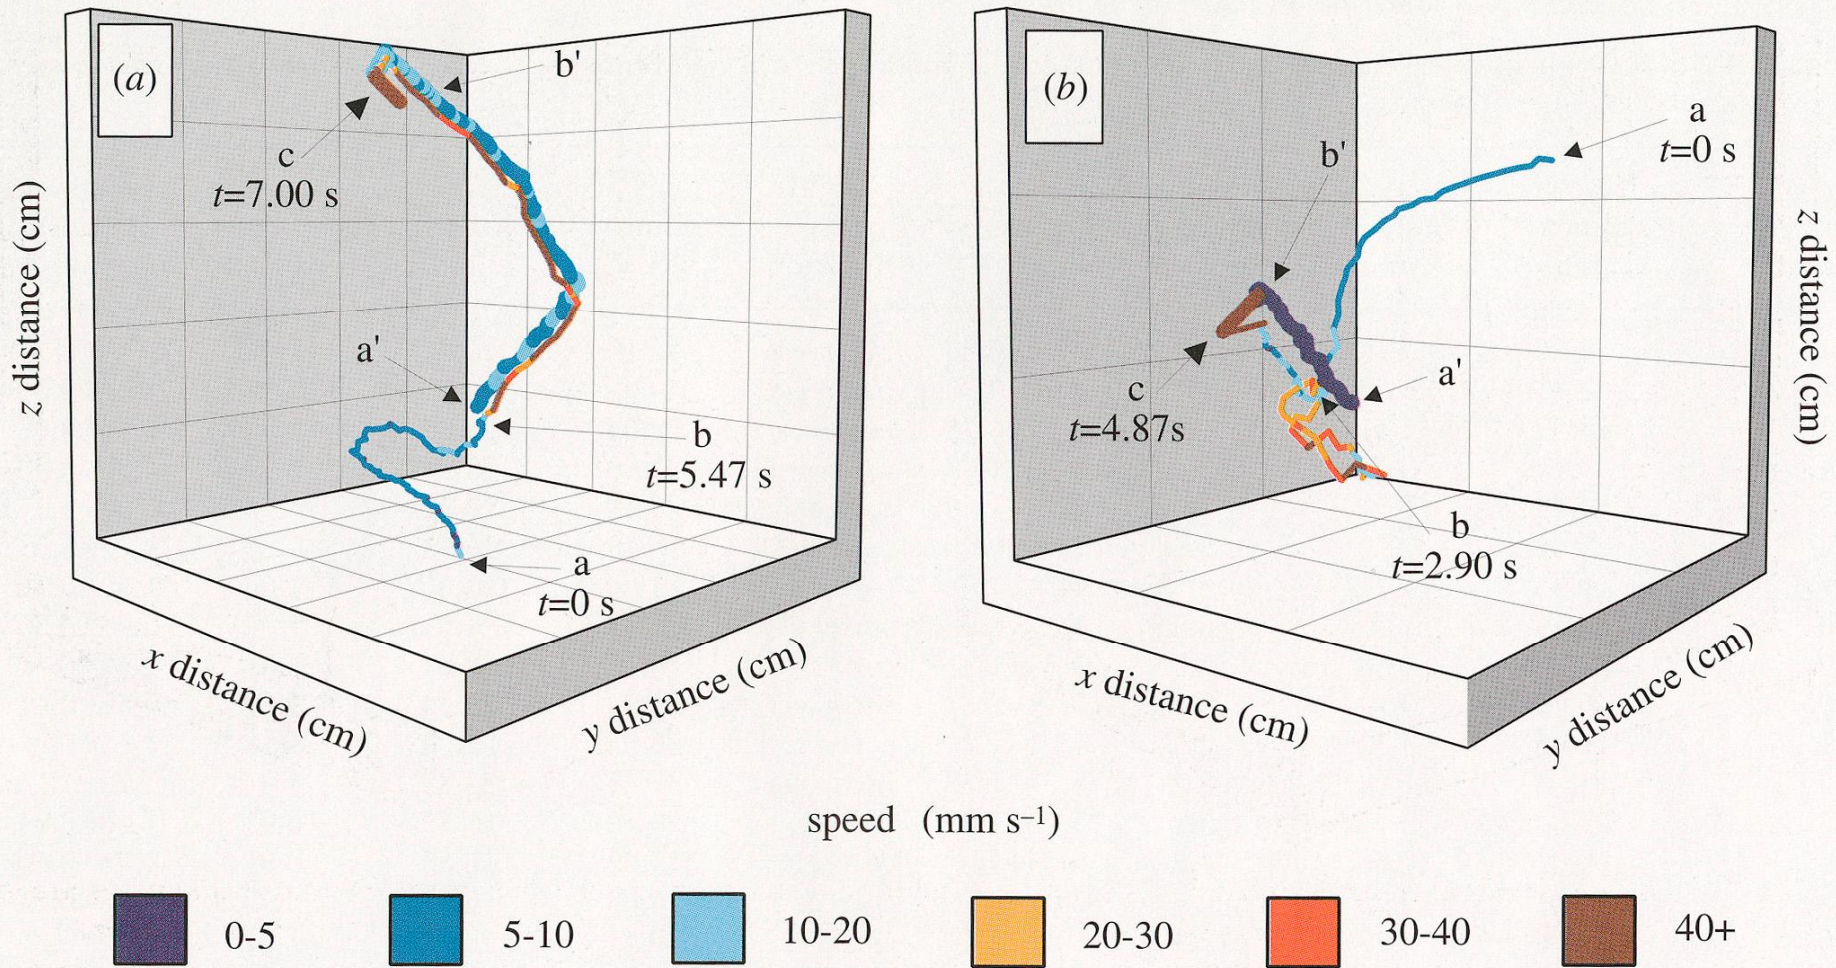 (a)
b'
c
t=7.00 s
a'
b
t=5.47 s
a
t=0 s
z distance (cm)
x distance (cm)
y distance (cm)
(b)
a
t=0 s
b'
a'
c
t=4.87s
b
t=2.90 s
z distance (cm)
x distance (cm)
y distance (cm)
speed (mm s⁻¹)
0-5
5-10
10-20
20-30
30-40
40+